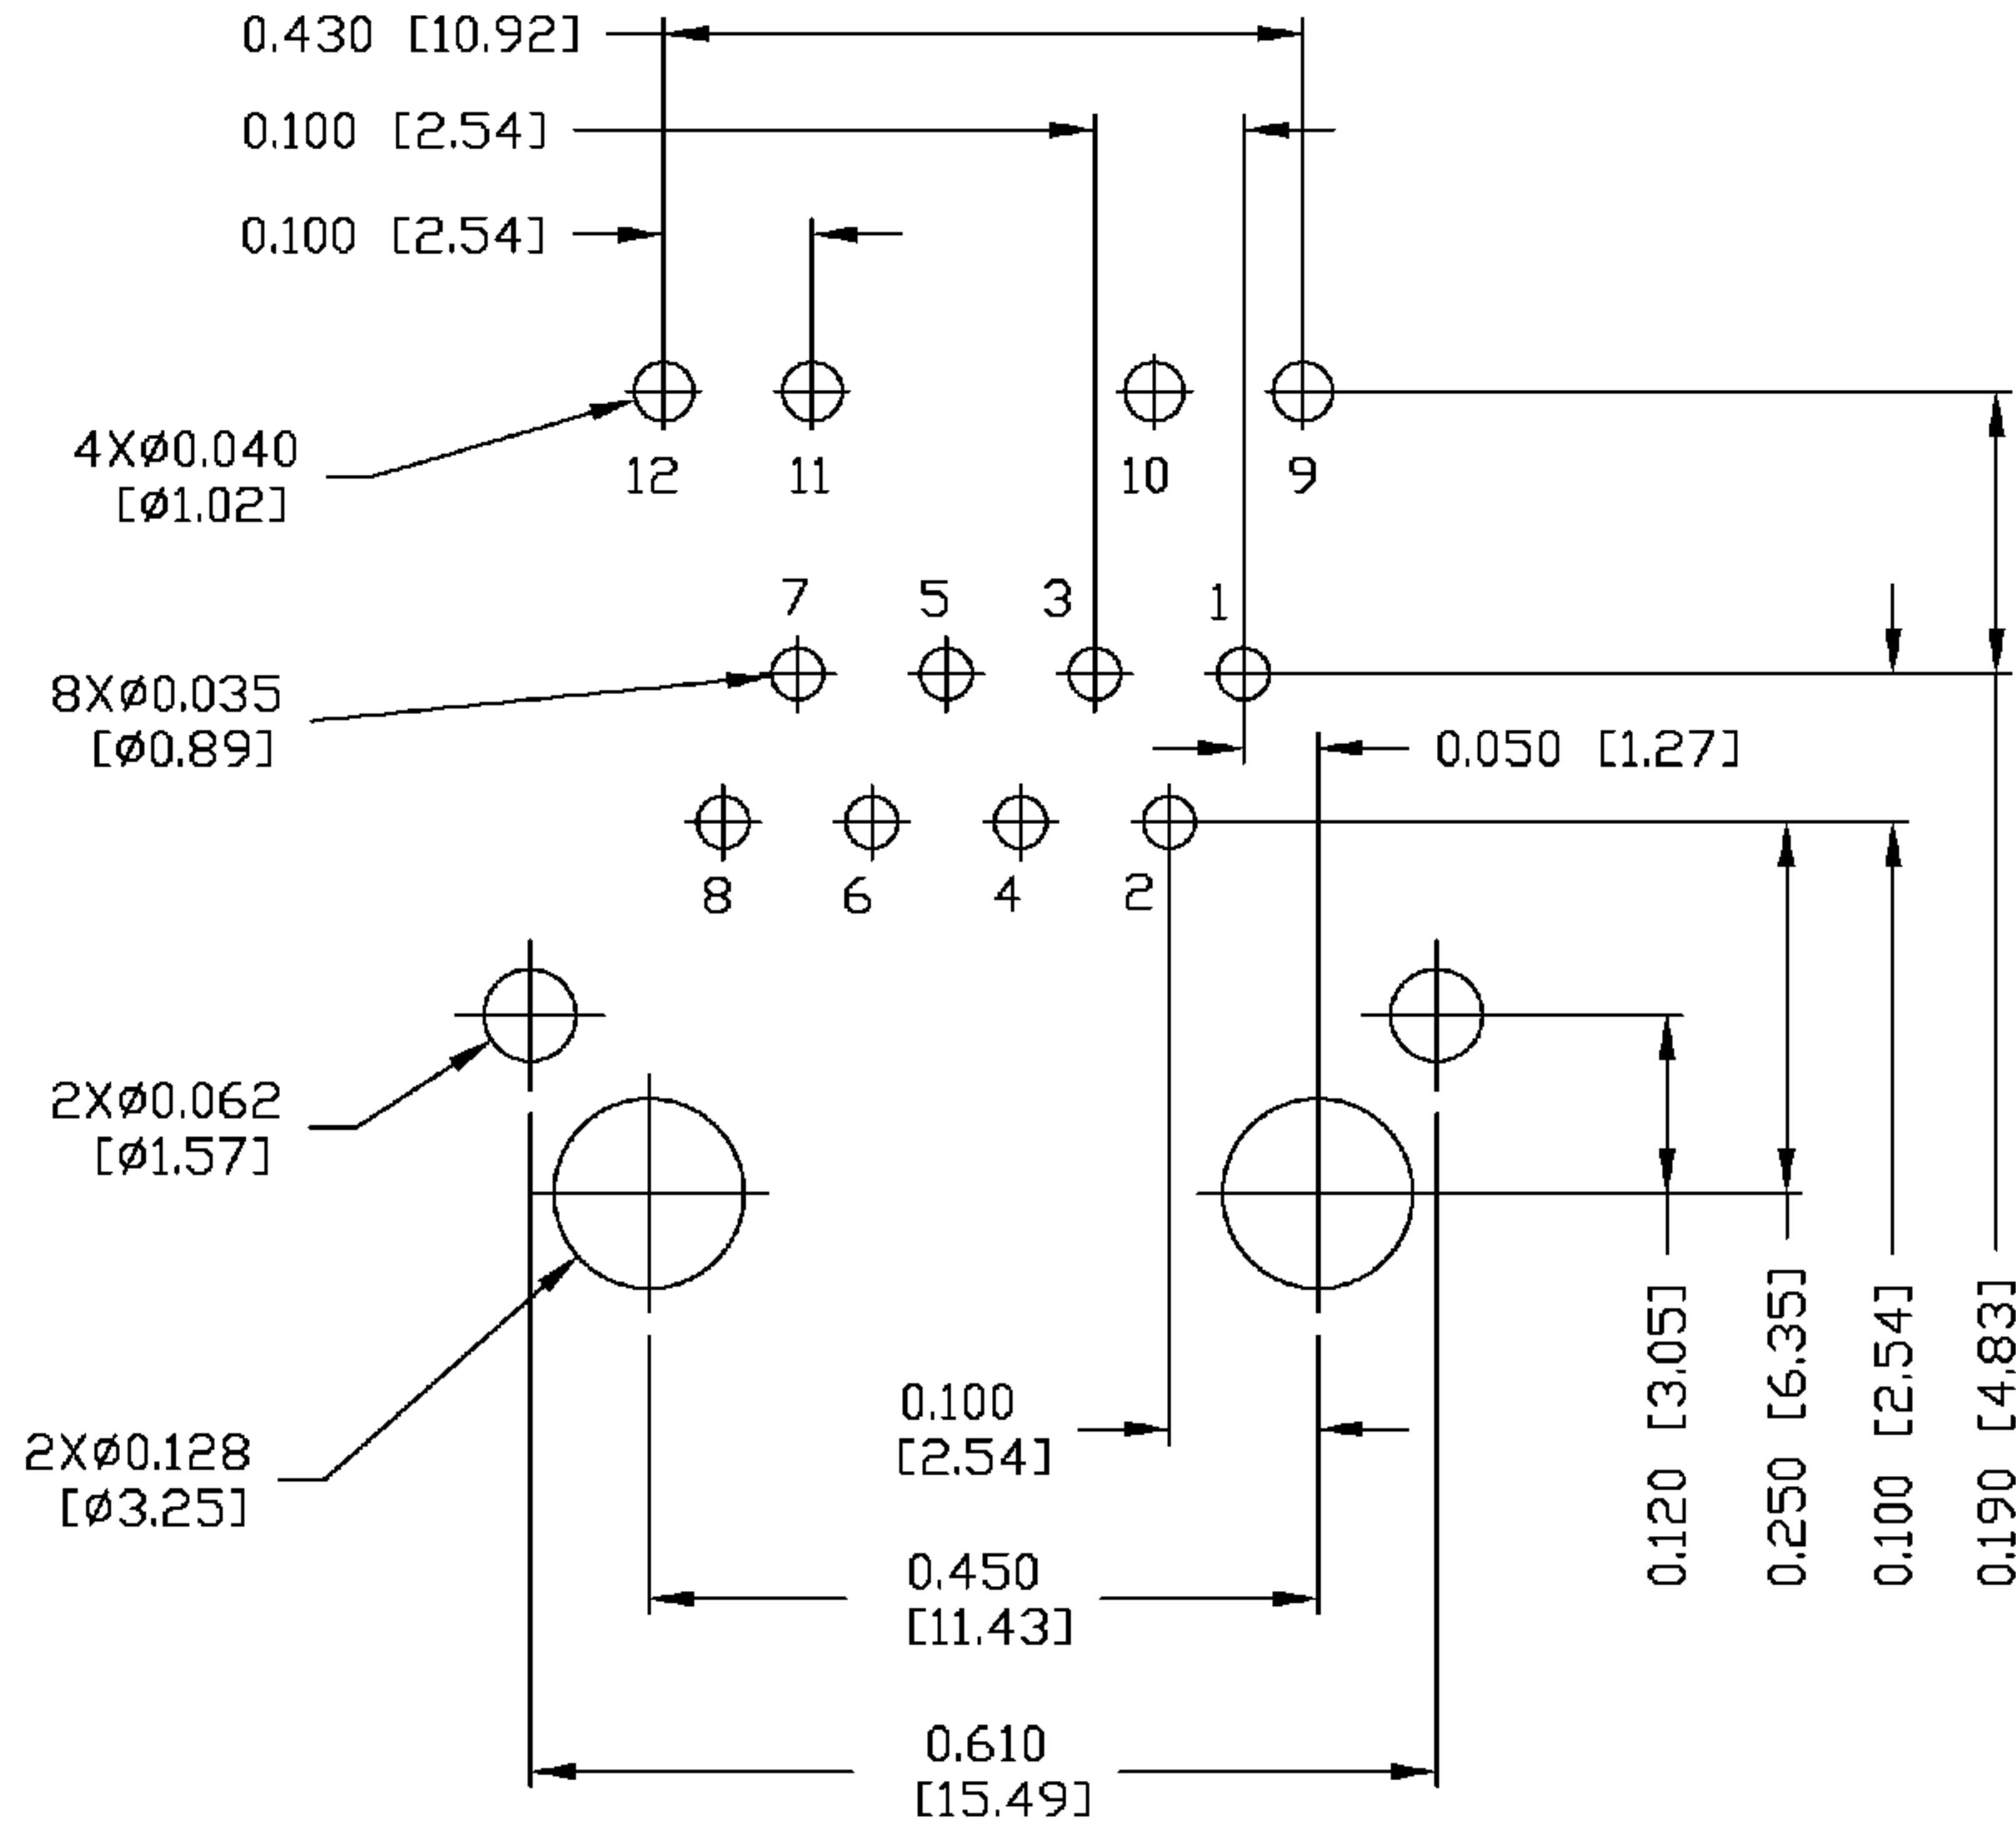 0.430 [10.92]
0.100 [2.54]
0.100 [2.54]
4XØ0.040
[Ø1.02]
12 11 10 9
7 5 3 1
8XØ0.035
[Ø0.89]
0.050 [1.27]
8 6 4 2
2XØ0.062
[Ø1.57]
2XØ0.128
[Ø3.25]
0.100
[2.54]
0.450
[11.43]
0.610
[15.49]
0.120 [3.05]
0.250 [6.35]
0.100 [2.54]
0.190 [4.83]